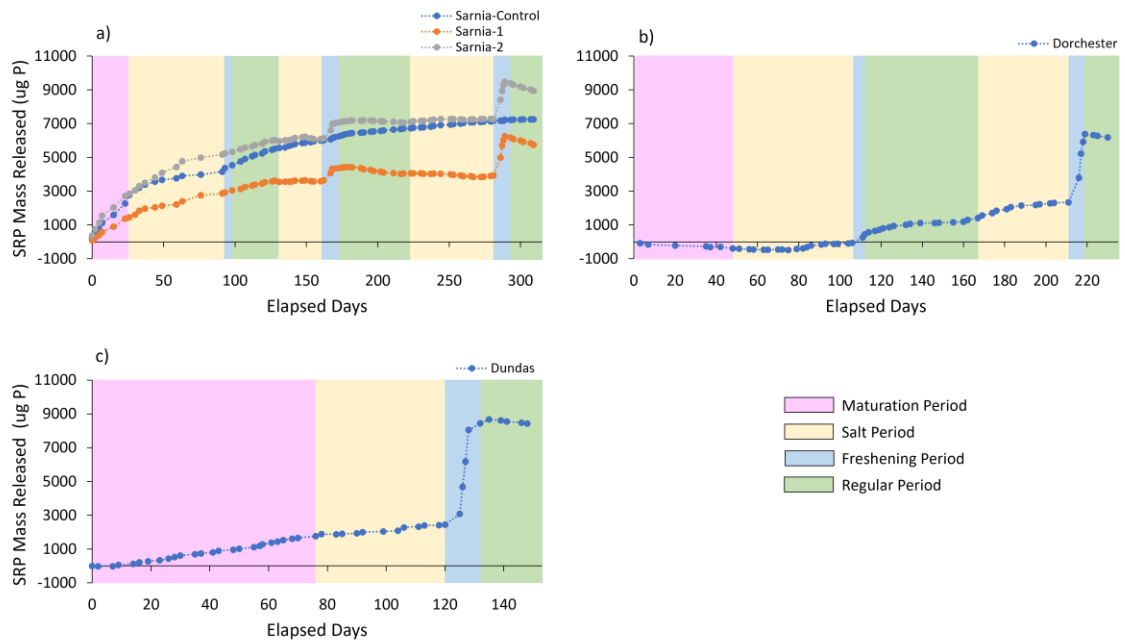 a)
Sarnia-Control
Sarnia-1
Sarnia-2
SRP Mass Released (ug P)
11000
9000
7000
5000
3000
1000
-1000
0 50 100 150 200 250 300
Elapsed Days
b)
Dorchester
11000
9000
7000
5000
3000
1000
-1000
0 20 40 60 80 100 120 140 160 180 200 220
Elapsed Days
c)
Dundas
SRP Mass Released (ug P)
11000
9000
7000
5000
3000
1000
-1000
0 20 40 60 80 100 120 140
Elapsed Days
Maturation Period
Salt Period
Freshening Period
Regular Period